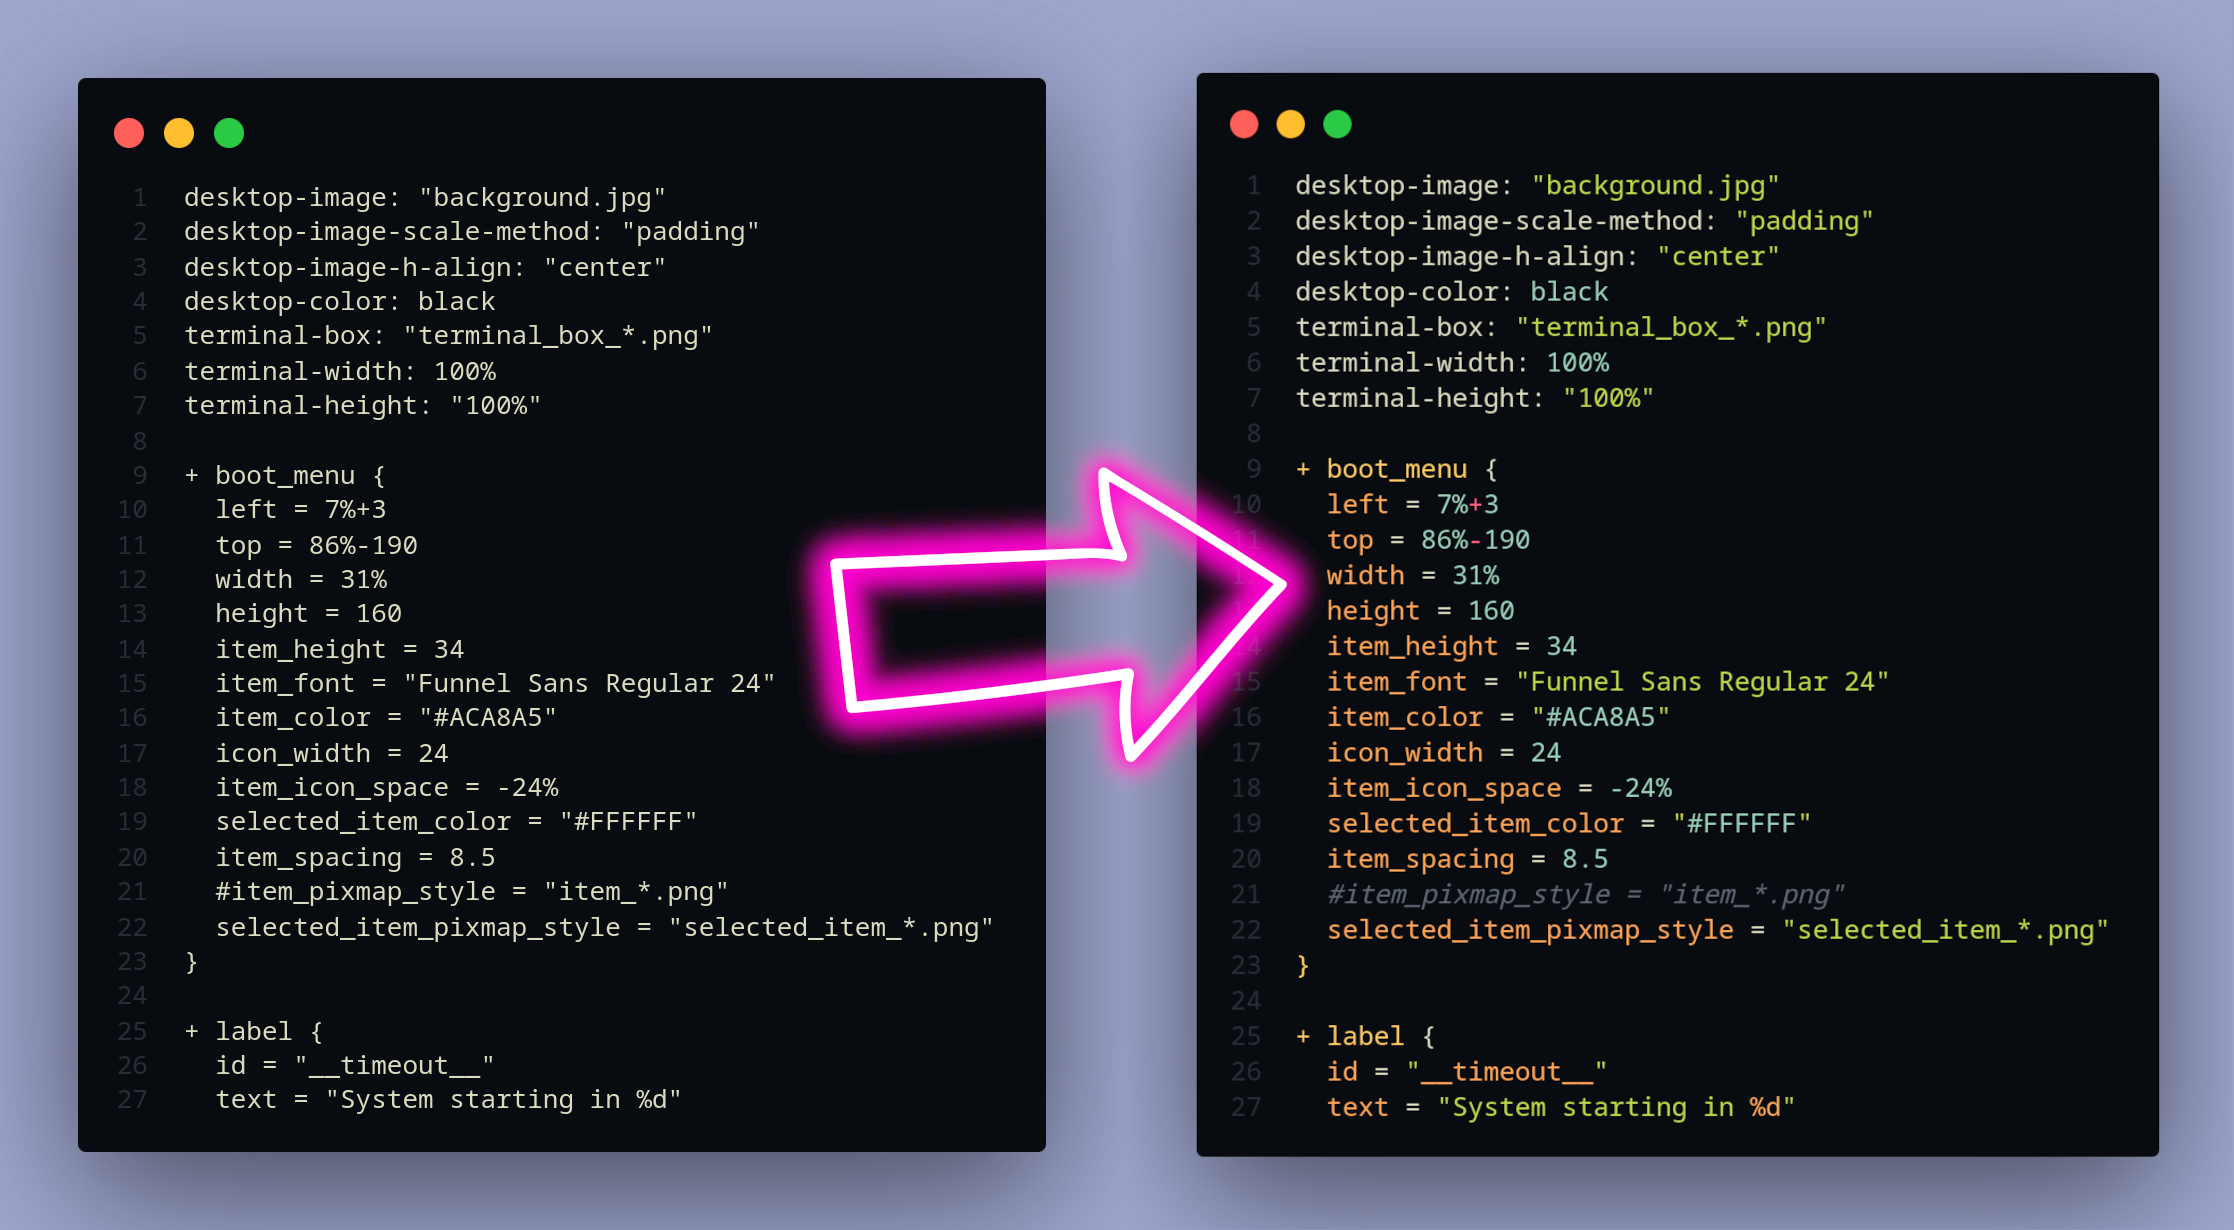 1 desktop-image: "background.jpg"
2 desktop-image-scale-method: "padding"
3 desktop-image-h-align: "center"
4 desktop-color: black
5 terminal-box: "terminal_box_*.png"
6 terminal-width: 100%
7 terminal-height: "100%"
8
9 + boot_menu {
10 left = 7%+3
11 top = 86%-190
12 width = 31%
13 height = 160
14 item_height = 34
15 item_font = "Funnel Sans Regular 24"
16 item_color = "#ACA8A5"
17 icon_width = 24
18 item_icon_space = -24%
19 selected_item_color = "#FFFFFF"
20 item_spacing = 8.5
21 #item_pixmap_style = "item_*.png"
22 selected_item_pixmap_style = "selected_item_*.png"
23 }
24
25 + label {
26 id = "__timeout__"
27 text = "System starting in %d"
1 desktop-image: "background.jpg"
2 desktop-image-scale-method: "padding"
3 desktop-image-h-align: "center"
4 desktop-color: black
5 terminal-box: "terminal_box_*.png"
6 terminal-width: 100%
7 terminal-height: "100%"
8
9 + boot_menu {
10 left = 7%+3
11 top = 86%-190
12 width = 31%
13 height = 160
14 item_height = 34
15 item_font = "Funnel Sans Regular 24"
16 item_color = "#ACA8A5"
17 icon_width = 24
18 item_icon_space = -24%
19 selected_item_color = "#FFFFFF"
20 item_spacing = 8.5
21 #item_pixmap_style = "item_*.png"
22 selected_item_pixmap_style = "selected_item_*.png"
23 }
24
25 + label {
26 id = "__timeout__"
27 text = "System starting in %d"